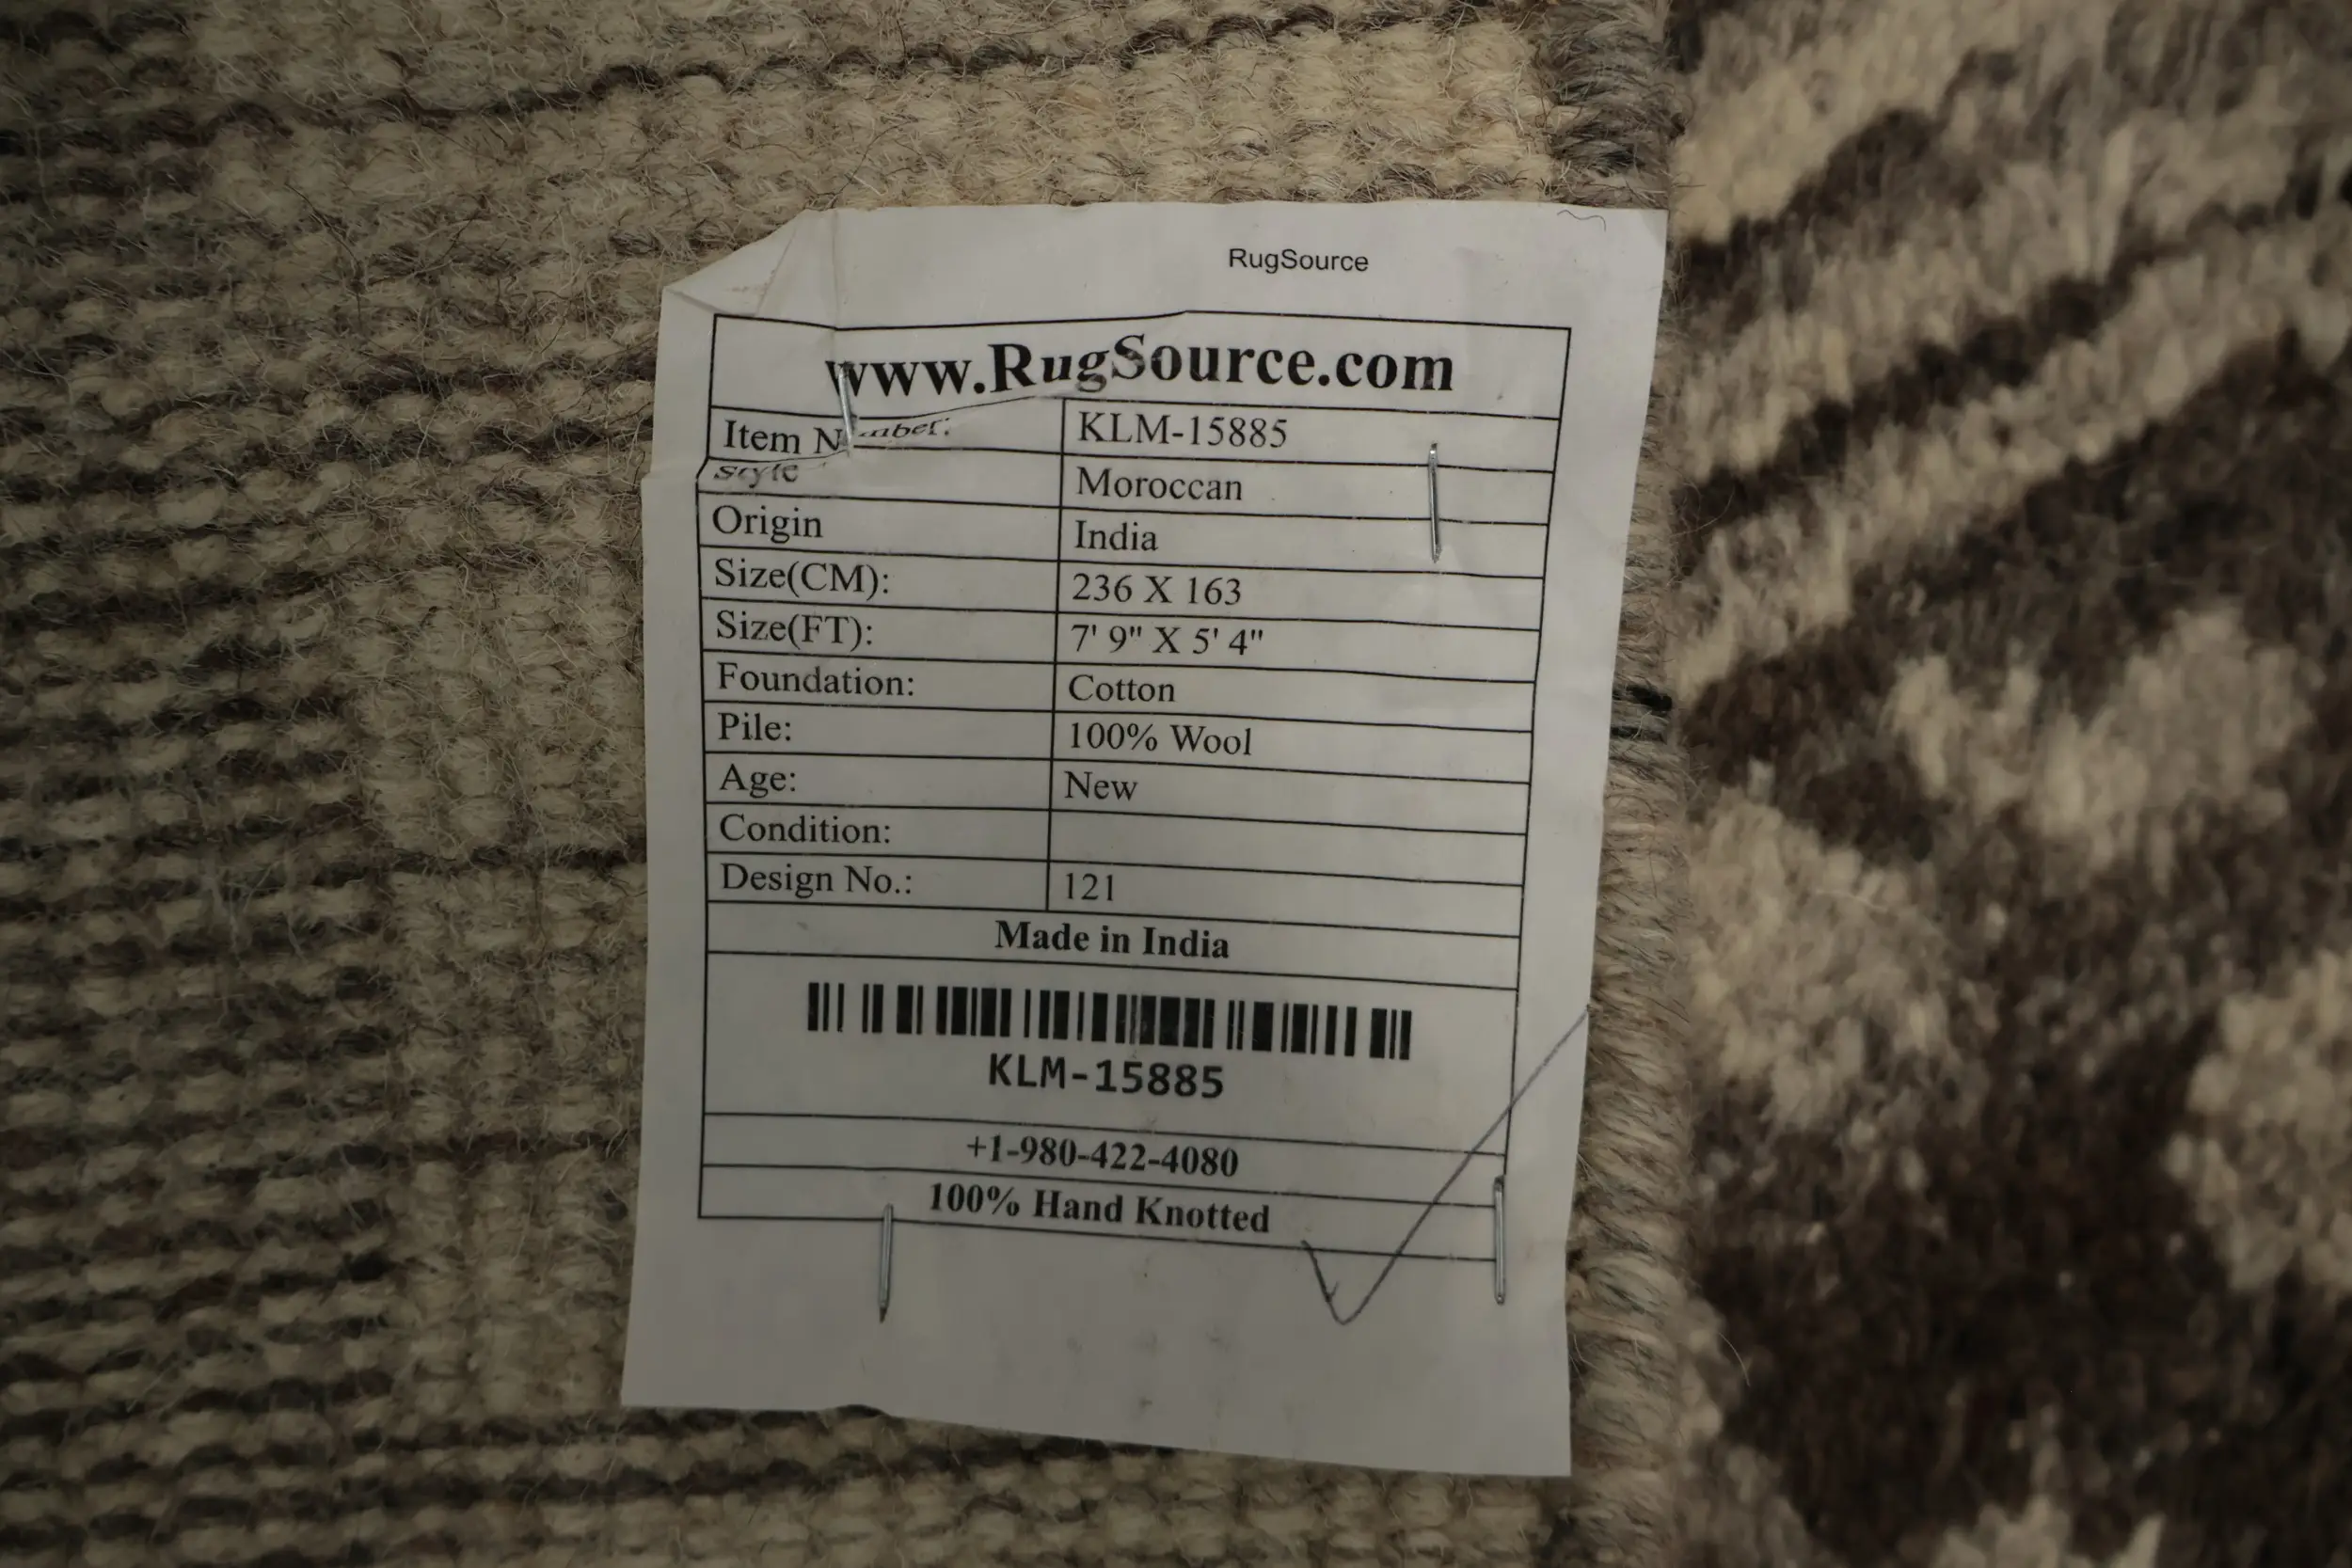 RugSource
www.RugSource.com
Item Number: KLM-15885
Style Moroccan
Origin India
Size(CM): 236 X 163
Size(FT): 7' 9" X 5' 4"
Foundation: Cotton
Pile: 100% Wool
Age: New
Condition:
Design No.: 121
Made in India
KLM-15885
+1-980-422-4080
100% Hand Knotted